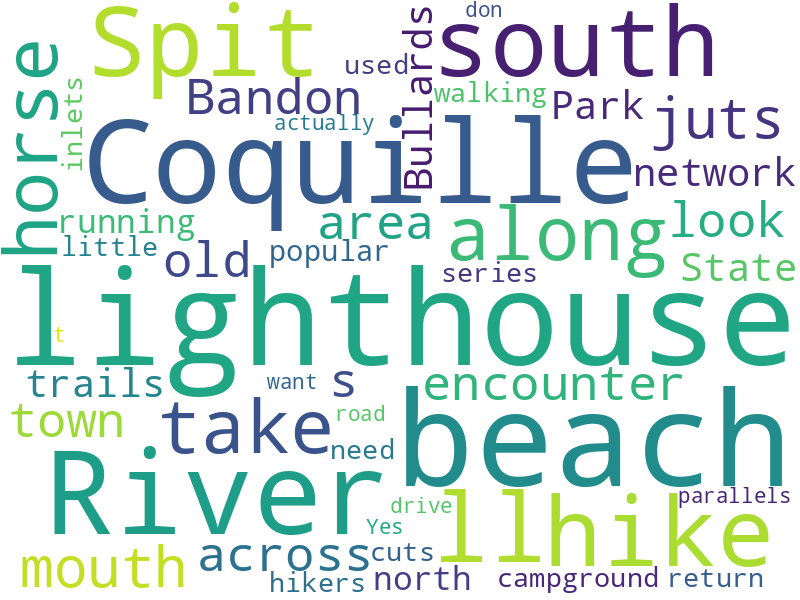 don
Spit
south
used
Bullards
horse
inlets
Bandon
walking
Park
juts
actually
Coquille
network
running
area
along
look
little
old
popular
State
series
lighthouse
t
trails
want
s
encounter
town
take
road
need
beach
River
drive
ll
hike
parallels
Yes
mouth
across
cuts
hikers
north
campground
return